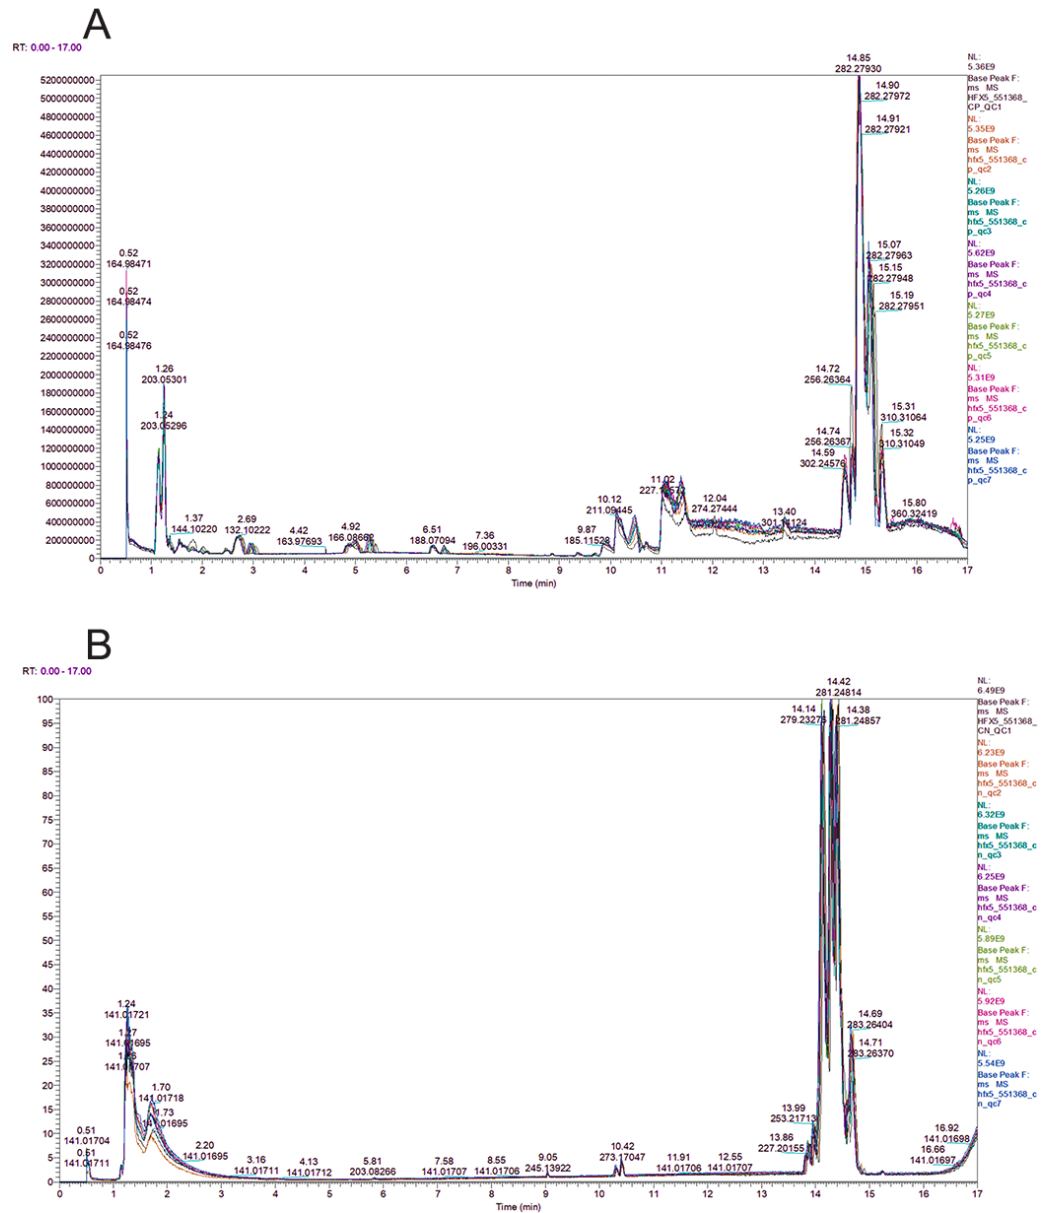 A
RT: 0.00 - 17.00
5200000000
5000000000
4800000000
4600000000
4400000000
4200000000
4000000000
3800000000
3600000000
3400000000
3200000000
3000000000
2800000000
2600000000
2400000000
2200000000
2000000000
1800000000
1600000000
1400000000
1200000000
1000000000
800000000
600000000
400000000
200000000
0
0.52
164.98471
0.52
164.98474
0.52
164.98476
1.26
203.05301
1.24
203.05296
1.37
144.10220
2.69
132.10222
4.42
163.97693
4.92
166.08662
6.51
188.07094
7.36
196.00331
9.87
185.11528
10.12
211.09445
11.02
12.04
274.27444
13.40
14.59
302.24576
14.74
256.26367
14.72
256.26364
14.85
282.27930
14.90
282.27972
14.91
282.27921
15.07
282.27963
15.15
282.27948
15.19
282.27951
15.31
310.31064
15.32
310.31049
15.80
360.32419
0 1 2 3 4 5 6 7 8 9 10 11 12 13 14 15 16 17
Time (min)
NL:
5.36E9
Base Peak F:
ms MS
HFX5_551368_
CP_QC1
NL:
5.35E9
Base Peak F:
ms MS
hfx5_551368_c
p_qc2
NL:
5.26E9
Base Peak F:
ms MS
hfx5_551368_c
p_qc3
NL:
5.62E9
Base Peak F:
ms MS
hfx5_551368_c
p_qc4
NL:
5.27E9
Base Peak F:
ms MS
hfx5_551368_c
p_qc5
NL:
5.31E9
Base Peak F:
ms MS
hfx5_551368_c
p_qc6
NL:
5.25E9
Base Peak F:
ms MS
hfx5_551368_c
p_qc7
B
RT: 0.00 - 17.00
100
95
90
85
80
75
70
65
60
55
50
45
40
35
30
25
20
15
10
5
0
0.51
141.01704
0.51
141.01711
1.24
141.01721
1.27
141.01695
141.01707
1.70
141.01718
1.73
141.01695
2.20
141.01695
3.16
141.01711
4.13
141.01712
5.81
203.08266
7.58
141.01707
8.55
141.01706
9.05
245.13922
10.42
273.17047
11.91
141.01706
12.55
141.01707
13.86
227.20155
13.99
253.21713
14.14
14.42
281.24814
14.38
281.24857
14.69
283.26404
14.71
283.26370
16.92
141.01698
16.66
141.01697
0 1 2 3 4 5 6 7 8 9 10 11 12 13 14 15 16 17
Time (min)
NL:
6.49E9
Base Peak F:
ms MS
HFX5_551368_
CN_QC1
NL:
6.23E9
Base Peak F:
ms MS
hfx5_551368_c
n_qc2
NL:
6.32E9
Base Peak F:
ms MS
hfx5_551368_c
n_qc3
NL:
6.25E9
Base Peak F:
ms MS
hfx5_551368_c
n_qc4
NL:
5.89E9
Base Peak F:
ms MS
hfx5_551368_c
n_qc5
NL:
5.92E9
Base Peak F:
ms MS
hfx5_551368_c
n_qc6
NL:
5.54E9
Base Peak F:
ms MS
hfx5_551368_c
n_qc7